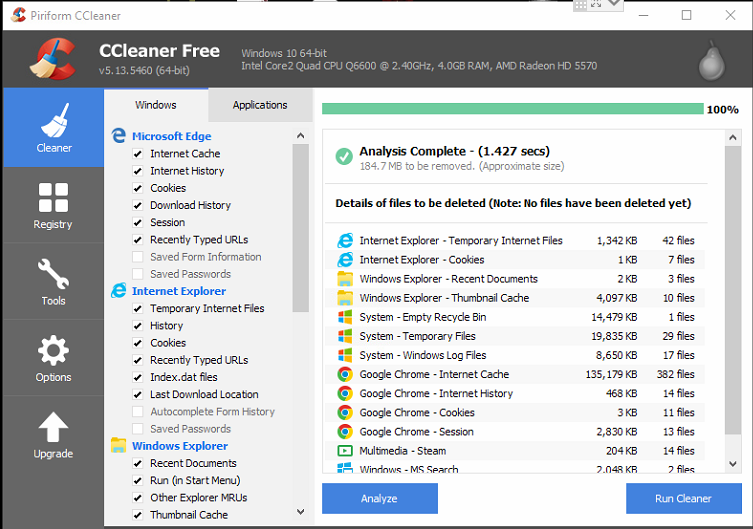 Piriform CCleaner
CCleaner Free
v5.13.5460 (64-bit)
Windows 10 64-bit
Intel Core2 Quad CPU Q6600 @ 2.40GHz, 4.0GB RAM, AMD Radeon HD 5570
Cleaner
Registry
Tools
Options
Upgrade
Windows
Applications
Microsoft Edge
Internet Cache
Internet History
Cookies
Download History
Session
Recently Typed URLs
Saved Form Information
Saved Passwords
Internet Explorer
Temporary Internet Files
History
Cookies
Recently Typed URLs
Index.dat files
Last Download Location
Autocomplete Form History
Saved Passwords
Windows Explorer
Recent Documents
Run (in Start Menu)
Other Explorer MRUs
Thumbnail Cache
100%
Analysis Complete - (1.427 secs)
184.7 MB to be removed. (Approximate size)
Details of files to be deleted (Note: No files have been deleted yet)
Internet Explorer - Temporary Internet Files 1,342 KB 42 files
Internet Explorer - Cookies 1 KB 7 files
Windows Explorer - Recent Documents 2 KB 3 files
Windows Explorer - Thumbnail Cache 4,097 KB 10 files
System - Empty Recycle Bin 14,479 KB 1 files
System - Temporary Files 19,835 KB 29 files
System - Windows Log Files 8,650 KB 17 files
Google Chrome - Internet Cache 135,179 KB 382 files
Google Chrome - Internet History 468 KB 14 files
Google Chrome - Cookies 3 KB 11 files
Google Chrome - Session 2,830 KB 13 files
Multimedia - Steam 204 KB 14 files
Windows - MS Search 2,048 KB 2 files
Analyze
Run Cleaner